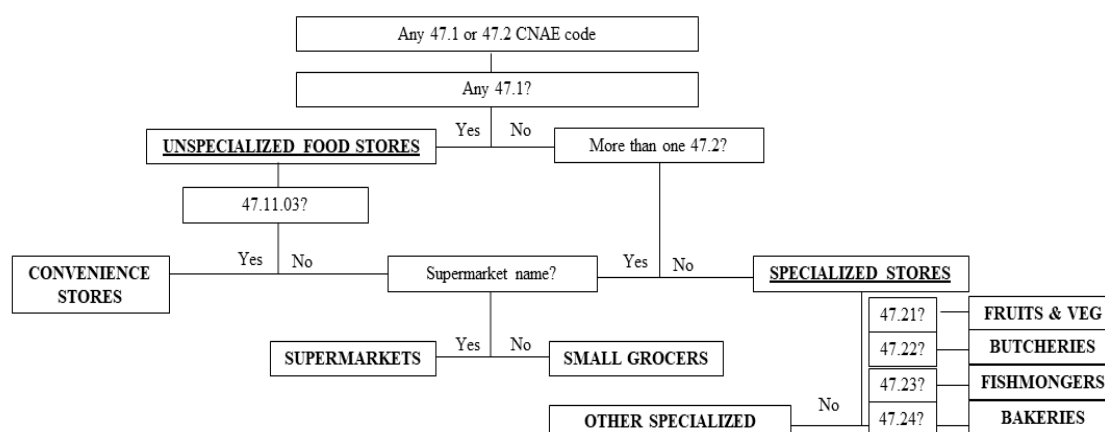 Any 47.1 or 47.2 CNAE code
Any 47.1?
Yes No
UNSPECIALIZED FOOD STORES
More than one 47.2?
47.11.03?
Yes No
CONVENIENCE
STORES
Supermarket name?
Yes No
SPECIALIZED STORES
47.21?
FRUITS & VEG
47.22?
BUTCHERIES
Yes No
SUPERMARKETS
SMALL GROCERS
47.23?
FISHMONGERS
No
47.24?
BAKERIES
OTHER SPECIALIZED